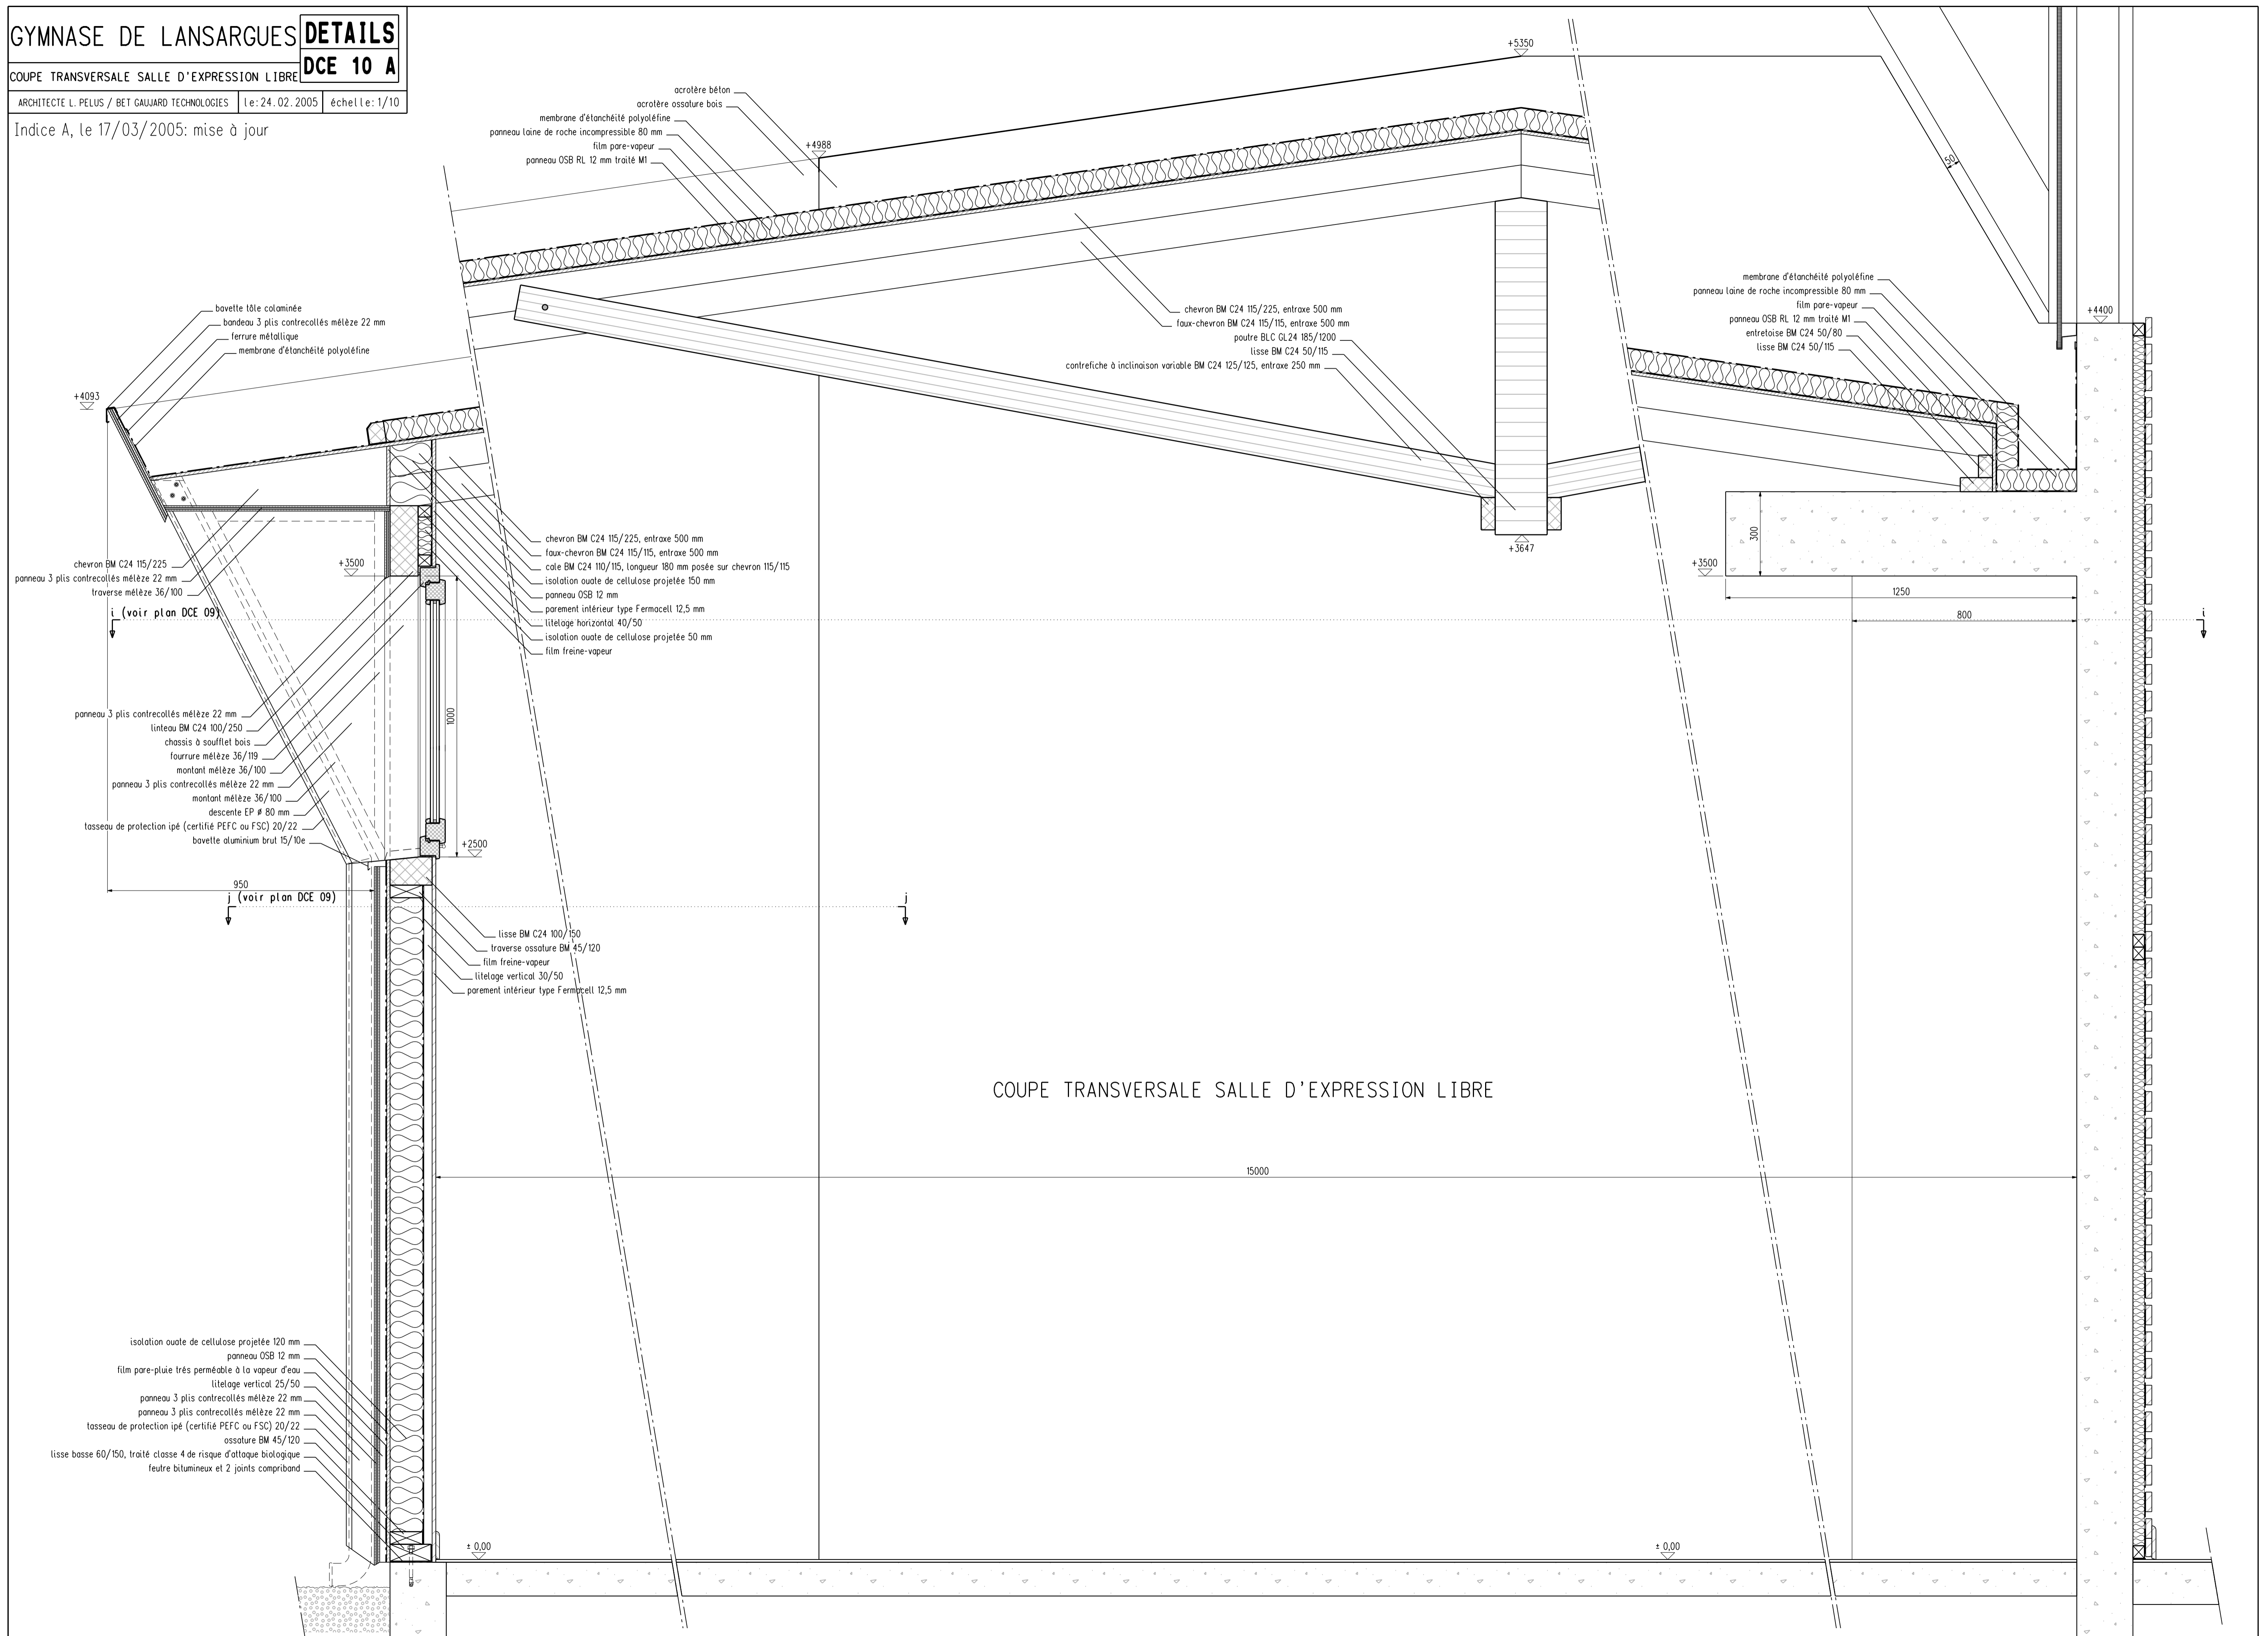 GYMNASE DE LANSARGUES
DETAILS
DCE 10 A
COUPE TRANSVERSALE SALLE D'EXPRESSION LIBRE
ARCHITECTE L. PELUS / BET GAUJARD TECHNOLOGIES
le:24.02.2005
échelle:1/10
Indice A, le 17/03/2005: mise à jour
acrotère béton
acrotère ossature bois
membrane d'étanchéité polyoléfine
panneau laine de roche incompressible 80 mm
film pare-vapeur
panneau OSB RL 12 mm traité M1
+4988
+5350
50
bavette tôle calaminée
bandeau 3 plis contrecollés mélèze 22 mm
ferrure métallique
membrane d'étanchéité polyoléfine
+4093
chevron BM C24 115/225, entraxe 500 mm
faux-chevron BM C24 115/115, entraxe 500 mm
poutre BLC GL24 185/1200
lisse BM C24 50/115
contrefiche à inclinaison variable BM C24 125/125, entraxe 250 mm
membrane d'étanchéité polyoléfine
panneau laine de roche incompressible 80 mm
film pare-vapeur
panneau OSB RL 12 mm traité M1
entretoise BM C24 50/80
lisse BM C24 50/115
+4400
+3647
300
+3500
1250
800
chevron BM C24 115/225
panneau 3 plis contrecollés mélèze 22 mm
traverse mélèze 36/100
i (voir plan DCE 09)
i
+3500
chevron BM C24 115/225, entraxe 500 mm
faux-chevron BM C24 115/115, entraxe 500 mm
cale BM C24 110/115, longueur 180 mm posée sur chevron 115/115
isolation ouate de cellulose projetée 150 mm
panneau OSB 12 mm
parement intérieur type Fermacell 12,5 mm
litelage horizontal 40/50
isolation ouate de cellulose projetée 50 mm
film freine-vapeur
panneau 3 plis contrecollés mélèze 22 mm
linteau BM C24 100/250
chassis à soufflet bois
fourrure mélèze 36/119
montant mélèze 36/100
panneau 3 plis contrecollés mélèze 22 mm
montant mélèze 36/100
descente EP ø 80 mm
tasseau de protection ipé (certifié PEFC ou FSC) 20/22
bavette aluminium brut 15/10e
1000
+2500
950
j (voir plan DCE 09)
j
lisse BM C24 100/150
traverse ossature BM 45/120
film freine-vapeur
litelage vertical 30/50
parement intérieur type Fermacell 12,5 mm
COUPE TRANSVERSALE SALLE D'EXPRESSION LIBRE
15000
isolation ouate de cellulose projetée 120 mm
panneau OSB 12 mm
film pare-pluie très perméable à la vapeur d'eau
litelage vertical 25/50
panneau 3 plis contrecollés mélèze 22 mm
panneau 3 plis contrecollés mélèze 22 mm
tasseau de protection ipé (certifié PEFC ou FSC) 20/22
ossature BM 45/120
lisse basse 60/150, traité classe 4 de risque d'attaque biologique
feutre bitumineux et 2 joints compriband
± 0,00
± 0,00